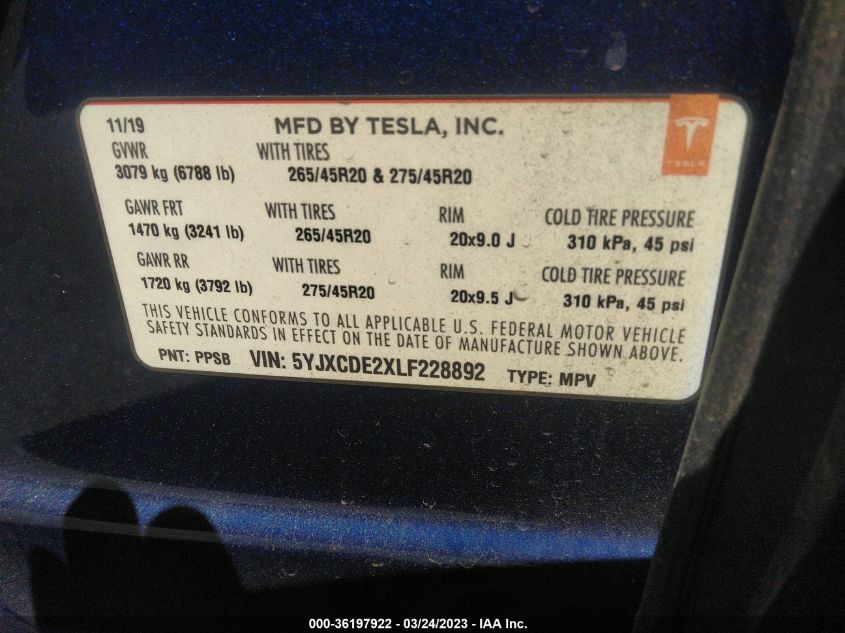 11/19 MFD BY TESLA, INC.
TESLA
GVWR WITH TIRES
3079 kg (6788 lb) 265/45R20 & 275/45R20
GAWR FRT WITH TIRES RIM COLD TIRE PRESSURE
1470 kg (3241 lb) 265/45R20 20x9.0 J 310 kPa, 45 psi
GAWR RR WITH TIRES RIM COLD TIRE PRESSURE
1720 kg (3792 lb) 275/45R20 20x9.5 J 310 kPa, 45 psi
THIS VEHICLE CONFORMS TO ALL APPLICABLE U.S. FEDERAL MOTOR VEHICLE
SAFETY STANDARDS IN EFFECT ON THE DATE OF MANUFACTURE SHOWN ABOVE.
PNT: PPSB VIN: 5YJXCDE2XLF228892 TYPE: MPV
000-36197922 - 03/24/2023 - IAA Inc.